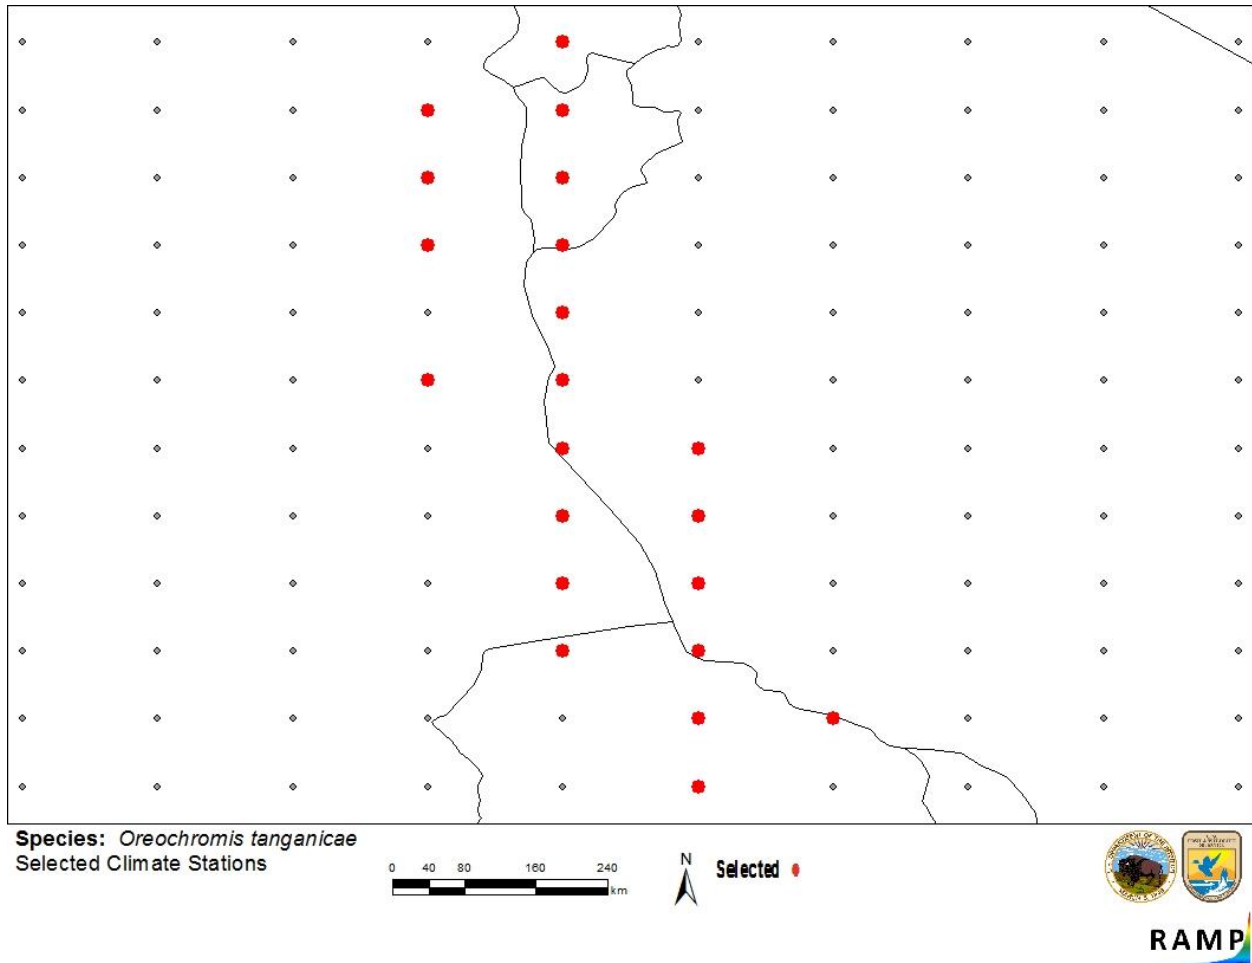 Species: Oreochromis tanganicae
Selected Climate Stations
0 40 80 160 240
km
N
Selected
RAMP